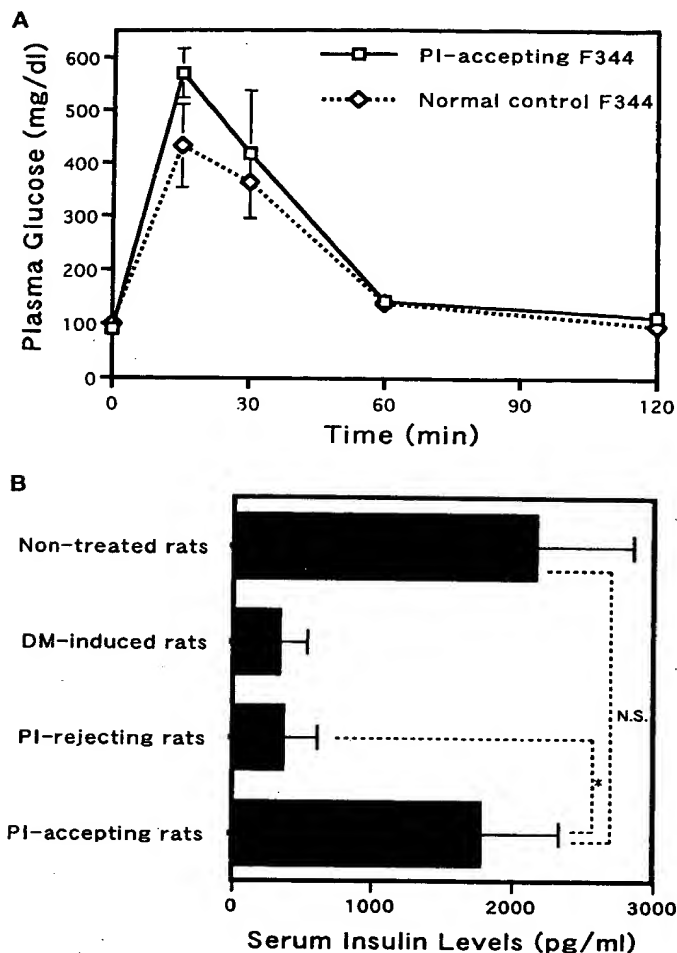 A
Plasma Glucose (mg/dl)
600
500
400
300
200
100
0
PI-accepting F344
Normal control F344
0 30 60 90 120
Time (min)
B
Non-treated rats
DM-induced rats
PI-rejecting rats
PI-accepting rats
N.S.
*
0 1000 2000 3000
Serum Insulin Levels (pg/ml)